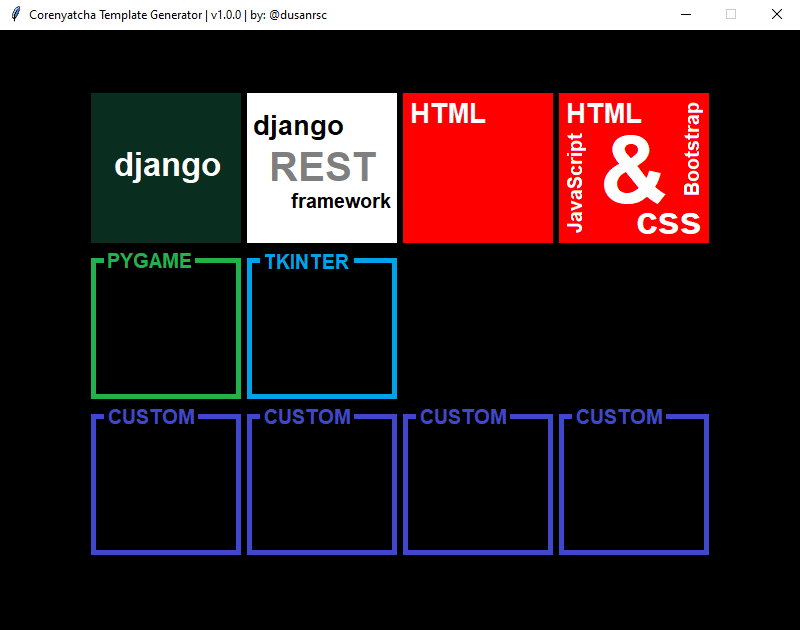 Corenyatcha Template Generator | v1.0.0 | by: @dusanrsc
django
django
REST
framework
HTML
HTML
JavaScript
&
Bootstrap
css
PYGAME
TKINTER
CUSTOM
CUSTOM
CUSTOM
CUSTOM